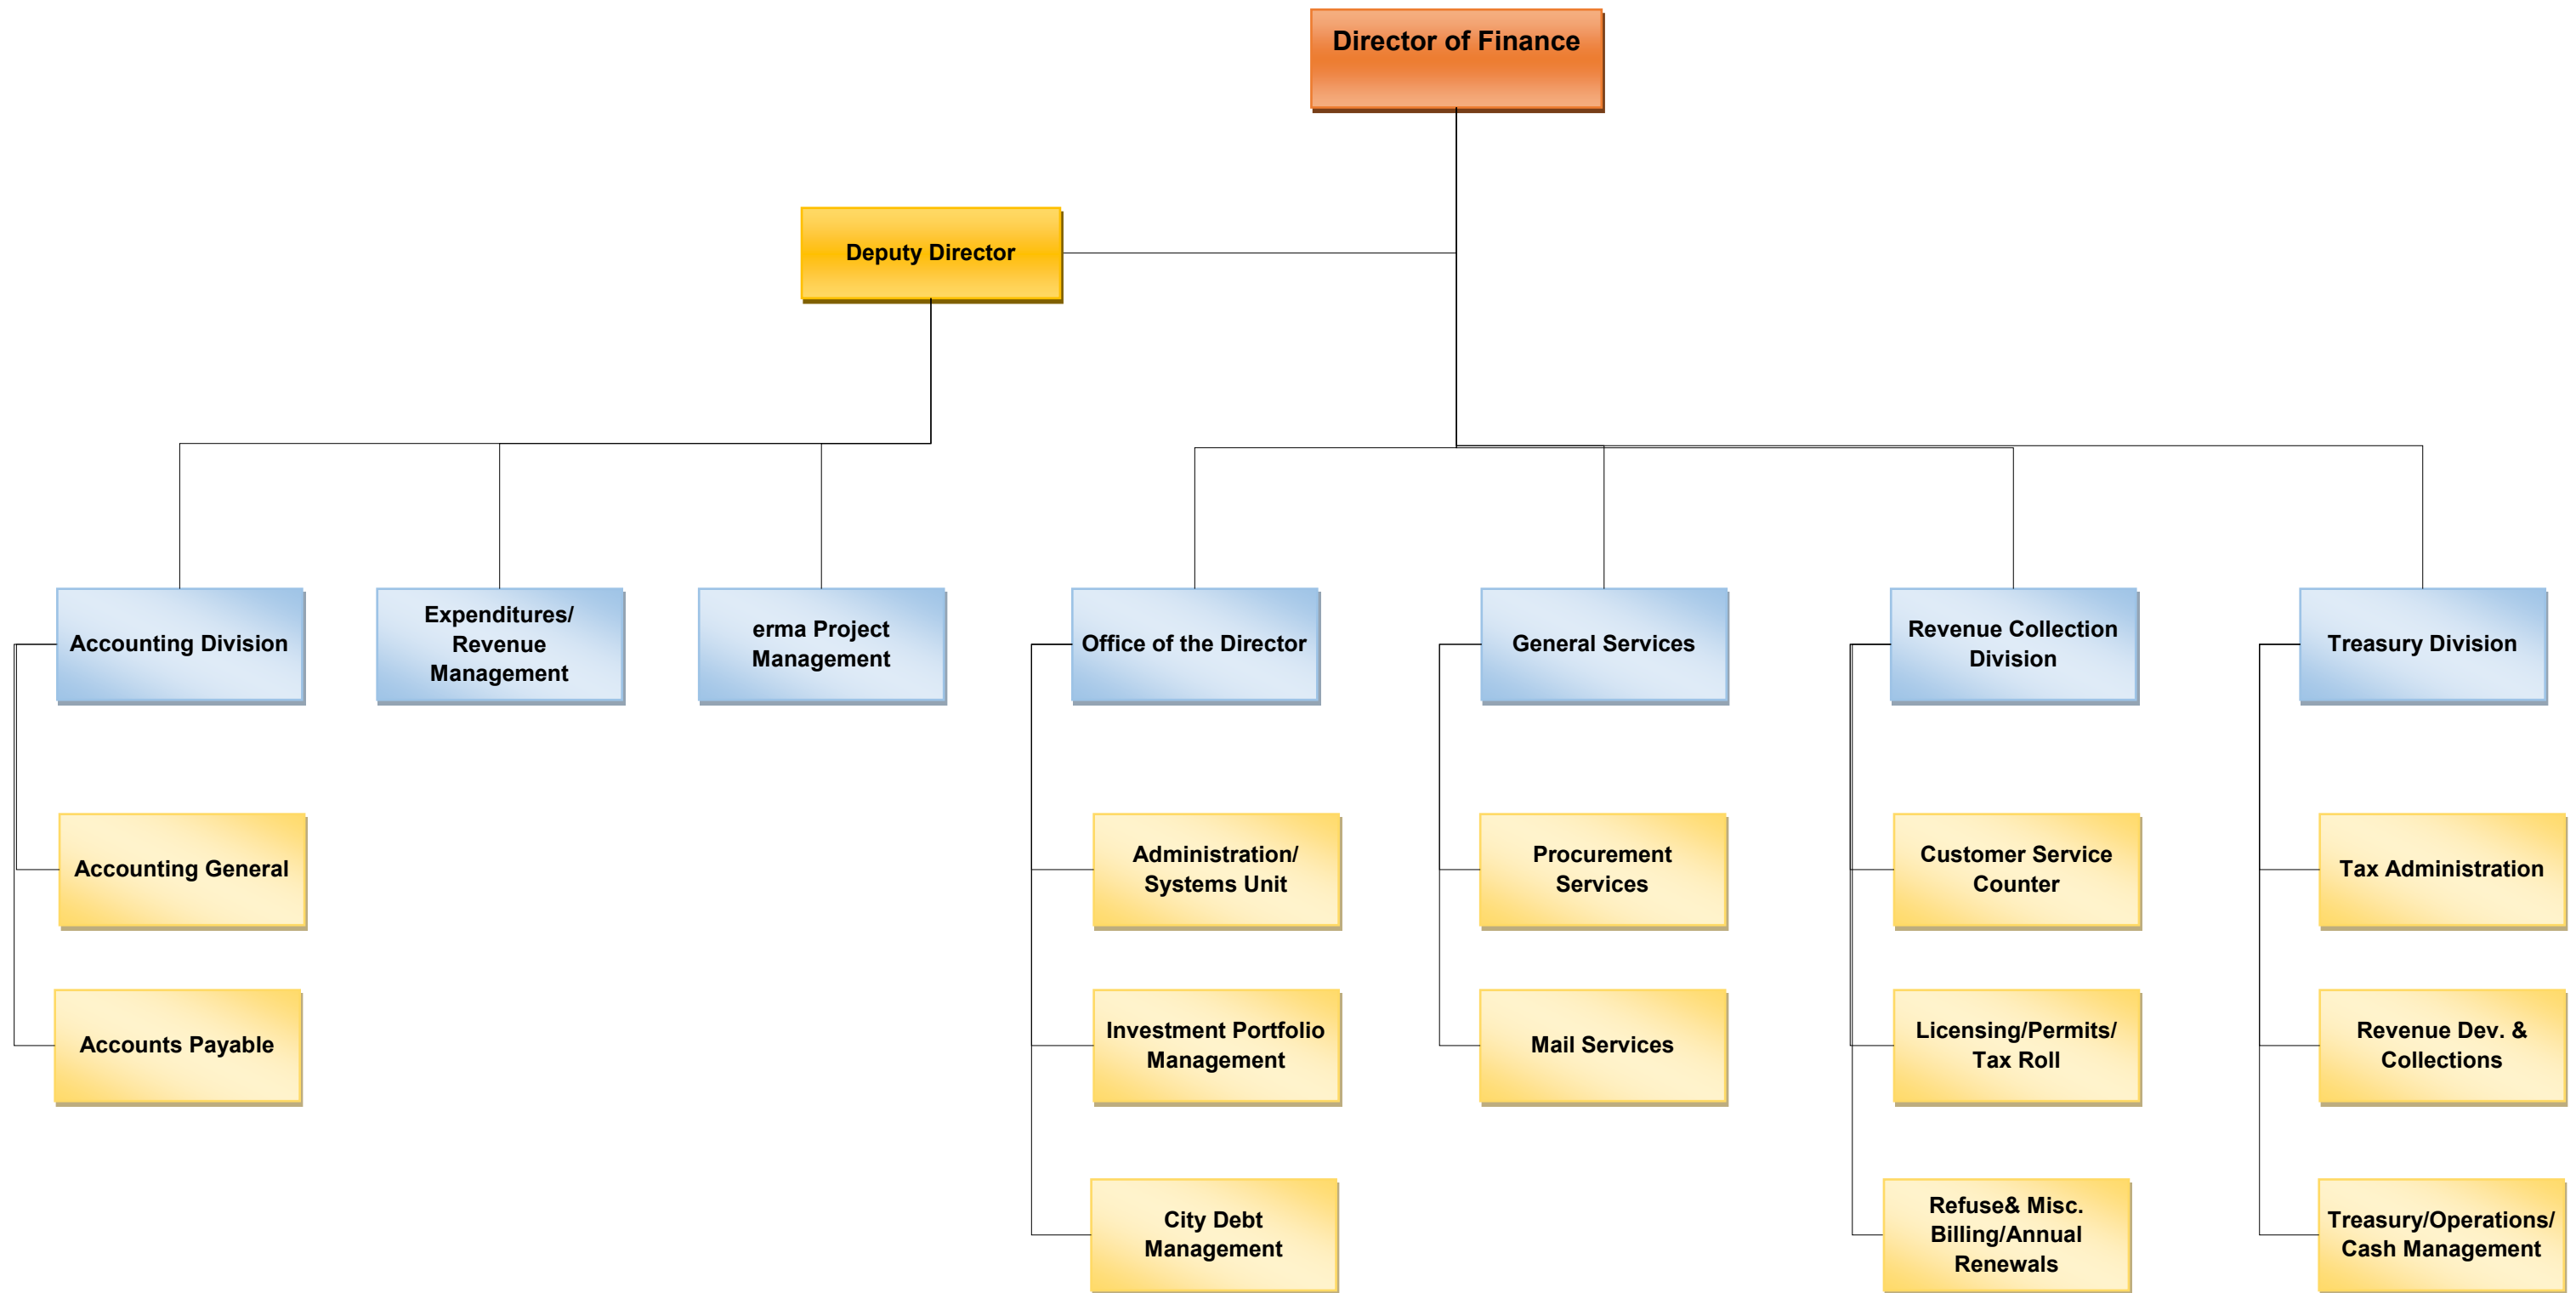 Director of Finance
Deputy Director
Accounting Division
Expenditures/
Revenue
Management
erma Project
Management
Office of the Director
General Services
Revenue Collection
Division
Treasury Division
Accounting General
Administration/
Systems Unit
Procurement
Services
Customer Service
Counter
Tax Administration
Accounts Payable
Investment Portfolio
Management
Mail Services
Licensing/Permits/
Tax Roll
Revenue Dev. &
Collections
City Debt
Management
Refuse& Misc.
Billing/Annual
Renewals
Treasury/Operations/
Cash Management